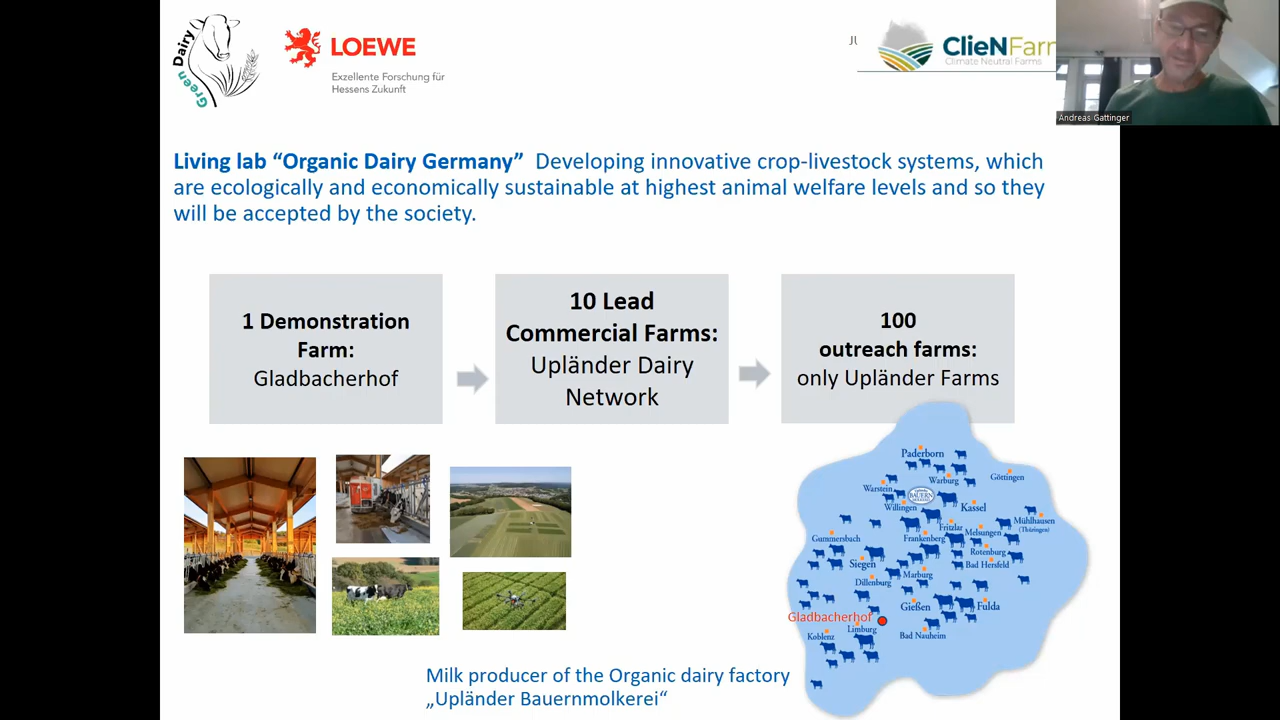 Green Dairy
LOEWE
Exzellente Forschung für
Hessens Zukunft
ClieNFarm
Climate Neutral Farms
Andreas Gattinger
Living lab “Organic Dairy Germany” Developing innovative crop-livestock systems, which
are ecologically and economically sustainable at highest animal welfare levels and so they
will be accepted by the society.
1 Demonstration
Farm:
Gladbacherhof
10 Lead
Commercial Farms:
Upländer Dairy
Network
100
outreach farms:
only Upländer Farms
Paderborn
Göttingen
Warburg
Warstein
BAUERN
Willingen
Kassel
Mühlhausen
(Thüringen)
Fritzlar
Melsungen
Gummersbach
Frankenberg
Rotenburg
Siegen
Bad Hersfeld
Marburg
Dillenburg
Gießen
Fulda
Gladbacherhof
Limburg
Koblenz
Bad Nauheim
Milk producer of the Organic dairy factory
„Upländer Bauernmolkerei“